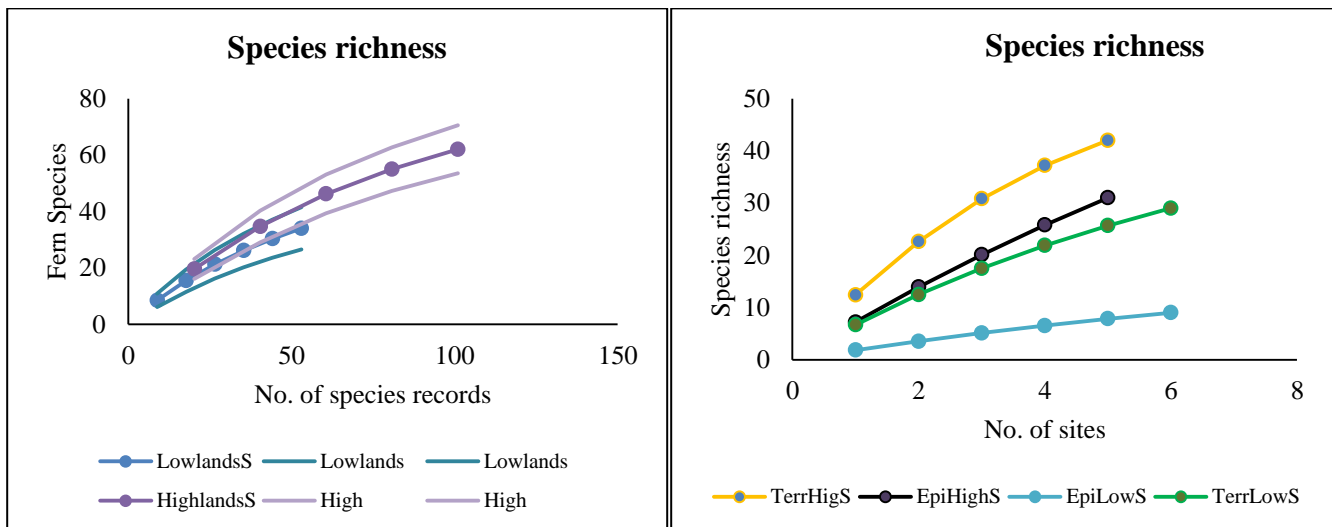 Species richness
80
60
40
20
0
Fern Species
0 50 100 150
No. of species records
LowlandsS Lowlands Lowlands
HighlandsS High High
Species richness
50
40
30
20
10
0
Species richness
0 2 4 6 8
No. of sites
TerrHigS EpiHighS EpiLowS TerrLowS